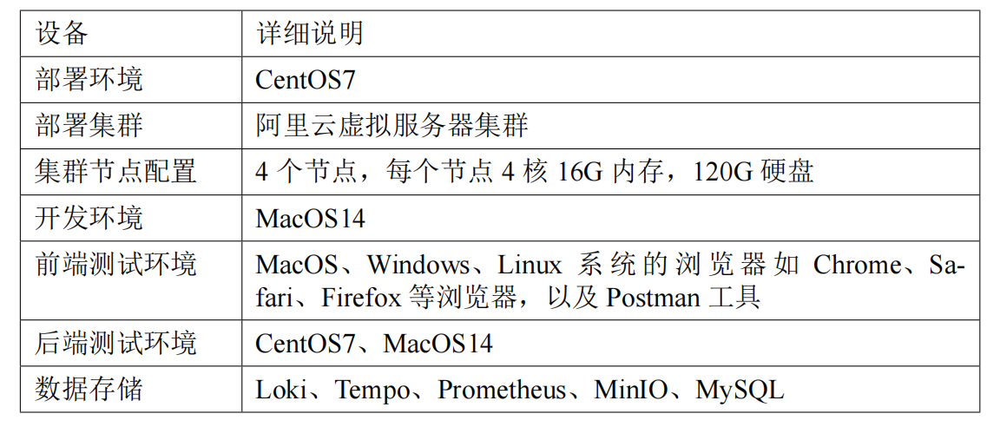 设备 详细说明
部署环境 CentOS7
部署集群 阿里云虚拟服务器集群
集群节点配置 4 个节点，每个节点 4 核 16G 内存，120G 硬盘
开发环境 MacOS14
前端测试环境 MacOS、Windows、Linux 系统的浏览器如 Chrome、Sa-
fari、Firefox 等浏览器，以及 Postman 工具
后端测试环境 CentOS7、MacOS14
数据存储 Loki、Tempo、Prometheus、MinIO、MySQL